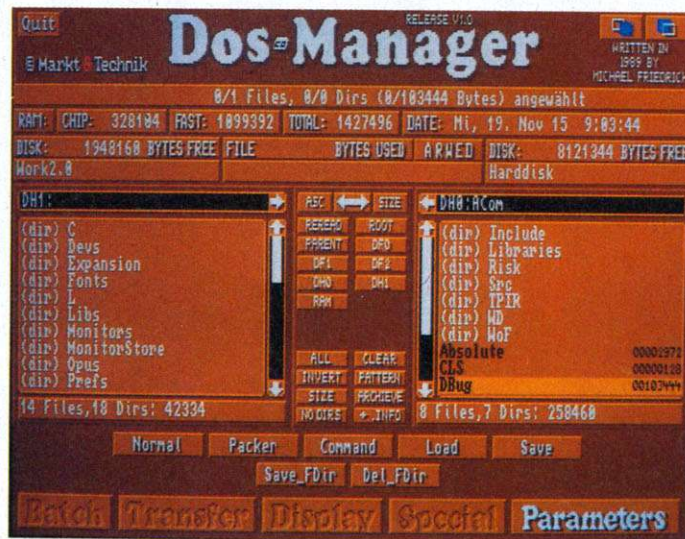 Quit
Dos-Manager
RELEASE V1.0
© Markt & Technik
WRITTEN IN
1989 BY
MICHAEL FRIEDRICH
0/1 Files, 0/0 Dirs (0/103444 Bytes) angewählt
RAM: CHIP: 328104 FAST: 1099392 TOTAL: 1427496 DATE: Mi, 19. Nov 15 9:03:44
DISK: 1948160 BYTES FREE FILE BYTES USED ARWED DISK: 8121344 BYTES FREE
Work2.0 Harddisk
DH1:
(dir) C
(dir) Devs
(dir) Expansion
(dir) Fonts
(dir) L
(dir) Libs
(dir) Monitors
(dir) MonitorStore
(dir) Opus
(dir) Prefs
14 Files,18 Dirs: 42334
ASC SIZE
REREAD ROOT
PARENT DF0
DF1 DF2
DH0 DH1
RAM
ALL CLEAR
INVERT PATTERN
SIZE ARCHIEVE
NO DIRS +.INFO
DH0:ACom
(dir) Include
(dir) Libraries
(dir) Risk
(dir) Src
(dir) TPIR
(dir) WD
(dir) WoF
Absolute 00001972
CLS 00000128
DBug 00103444
8 Files,7 Dirs: 258460
Normal Packer Command Load Save
Save_FDir Del_FDir
Batch Transfer Display Special Parameters